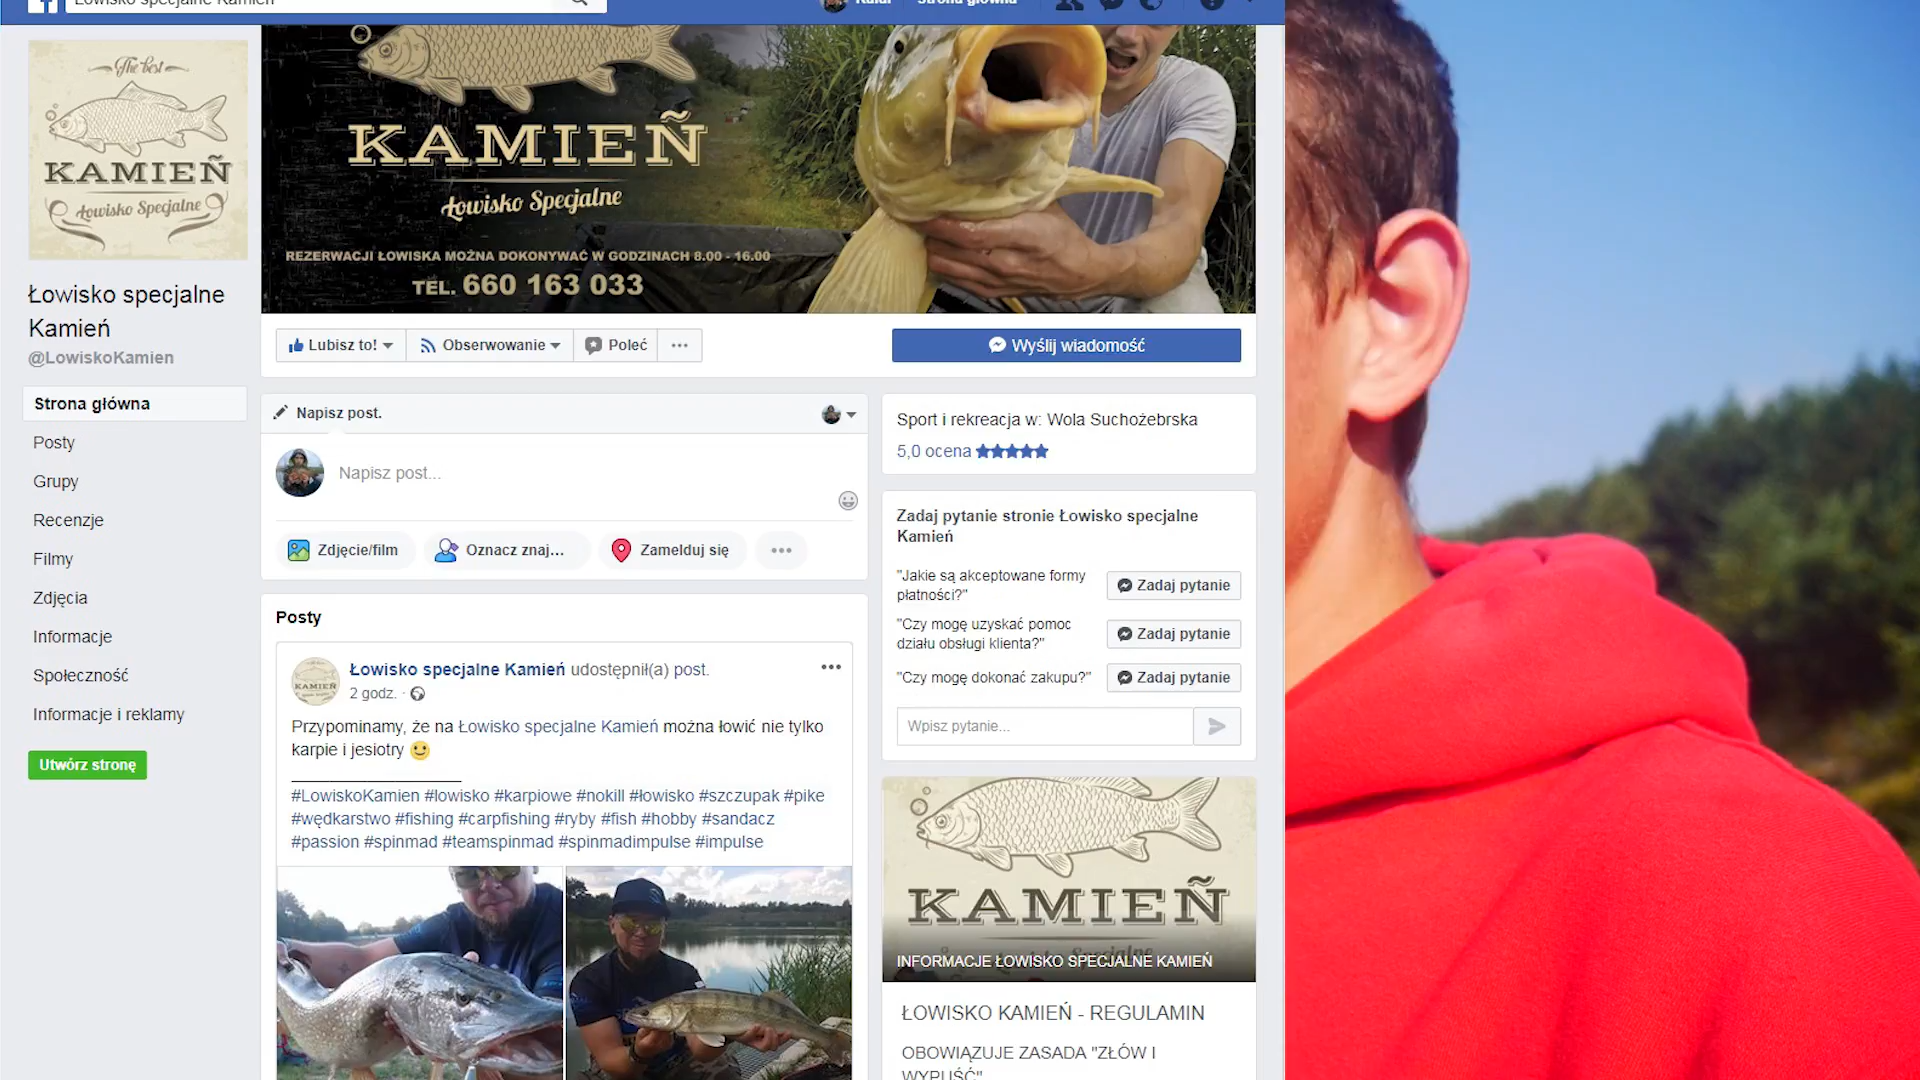 Łowisko specjalne Kamień
Strona główna
The best
KAMIEŃ
Łowisko Specjalne
Łowisko specjalne
Kamień
@LowiskoKamien
Strona główna
Posty
Grupy
Recenzje
Filmy
Zdjęcia
Informacje
Społeczność
Informacje i reklamy
Utwórz stronę
KAMIEŃ
Łowisko Specjalne
REZERWACJI ŁOWISKA MOŻNA DOKONYWAĆ W GODZINACH 8.00 - 16.00
TEL. 660 163 033
Lubisz to!
Obserwowanie
Poleć
Wyślij wiadomość
Napisz post.
Napisz post...
Zdjęcie/film
Oznacz znaj...
Zamelduj się
Posty
KAMIEŃ
Łowisko specjalne Kamień udostępnił(a) post.
2 godz. ·
Przypominamy, że na Łowisko specjalne Kamień można łowić nie tylko
karpie i jesiotry
#LowiskoKamien #lowisko #karpiowe #nokill #łowisko #szczupak #pike
#wędkarstwo #fishing #carpfishing #ryby #fish #hobby #sandacz
#passion #spinmad #teamspinmad #spinmadimpulse #impulse
Sport i rekreacja w: Wola Suchożebrska
5,0 ocena
Zadaj pytanie stronie Łowisko specjalne
Kamień
"Jakie są akceptowane formy
płatności?"
Zadaj pytanie
"Czy mogę uzyskać pomoc
działu obsługi klienta?"
Zadaj pytanie
"Czy mogę dokonać zakupu?"
Zadaj pytanie
Wpisz pytanie...
KAMIEŃ
INFORMACJE ŁOWISKO SPECJALNE KAMIEŃ
ŁOWISKO KAMIEŃ - REGULAMIN
OBOWIĄZUJE ZASADA "ZŁÓW I
WYPUŚĆ"